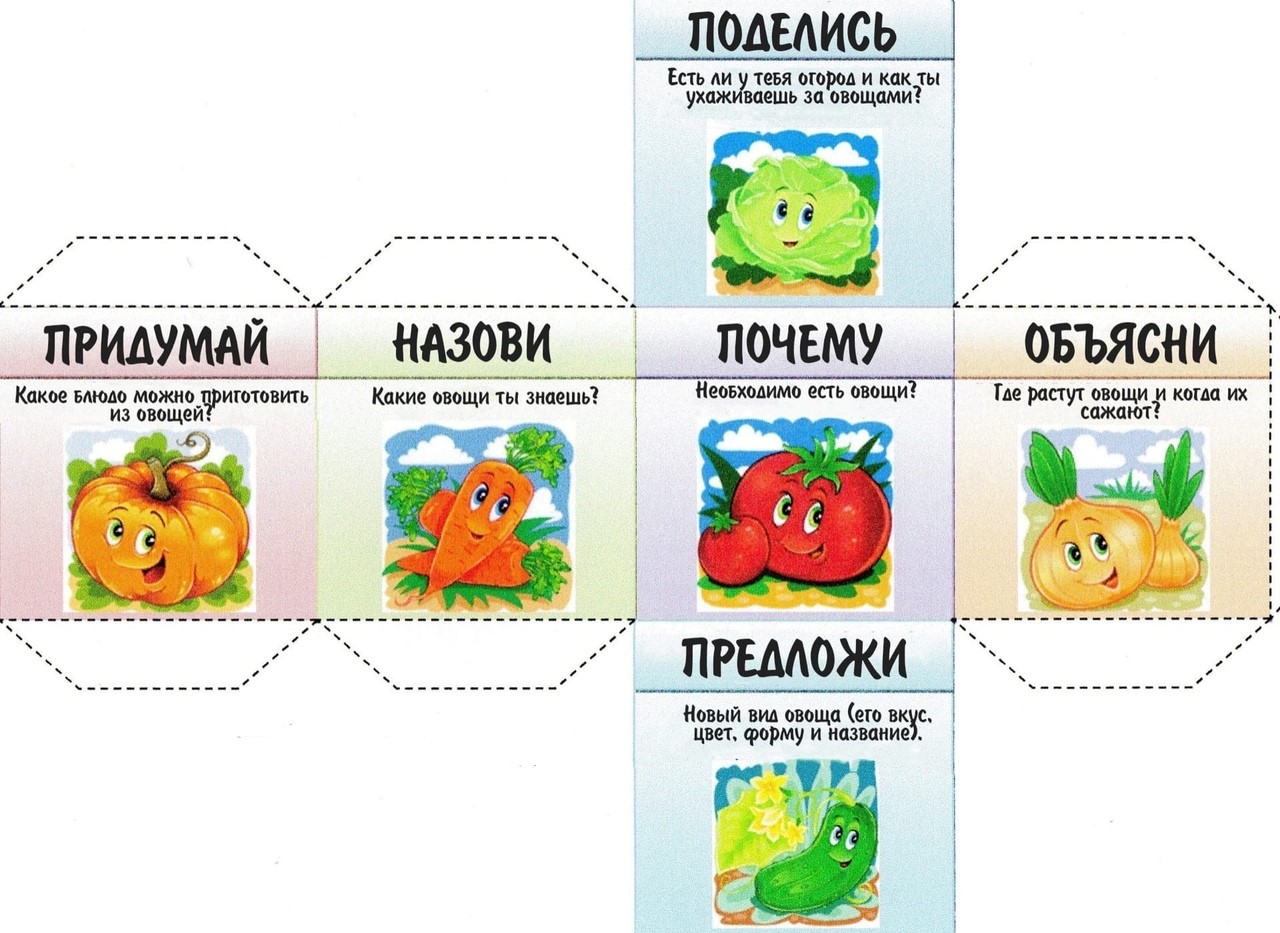 ПОДЕЛИСЬ
Есть ли у тебя огород и как ты
ухаживаешь за овощами?
ПРИДУМАЙ
Какое блюдо можно приготовить
из овощей?
НАЗОВИ
Какие овощи ты знаешь?
ПОЧЕМУ
Необходимо есть овощи?
ОБЪЯСНИ
Где растут овощи и когда их
сажают?
ПРЕДЛОЖИ
Новый вид овоща (его вкус,
цвет, форму и название).